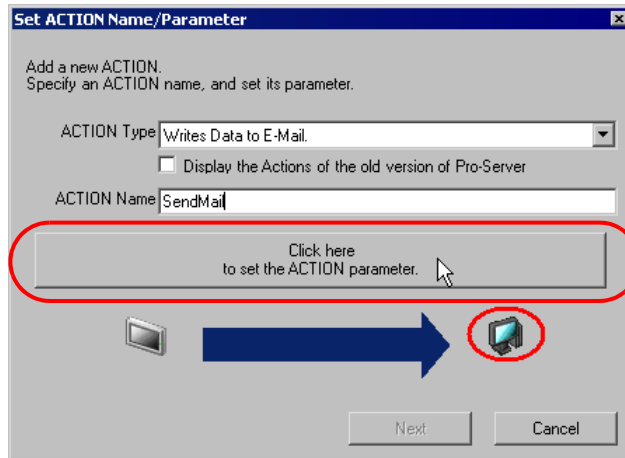 Set ACTION Name/Parameter
Add a new ACTION.
Specify an ACTION name, and set its parameter.
ACTION Type Writes Data to E-Mail.
Display the Actions of the old version of Pro-Server
ACTION Name SendMail
Click here
to set the ACTION parameter.
Next Cancel